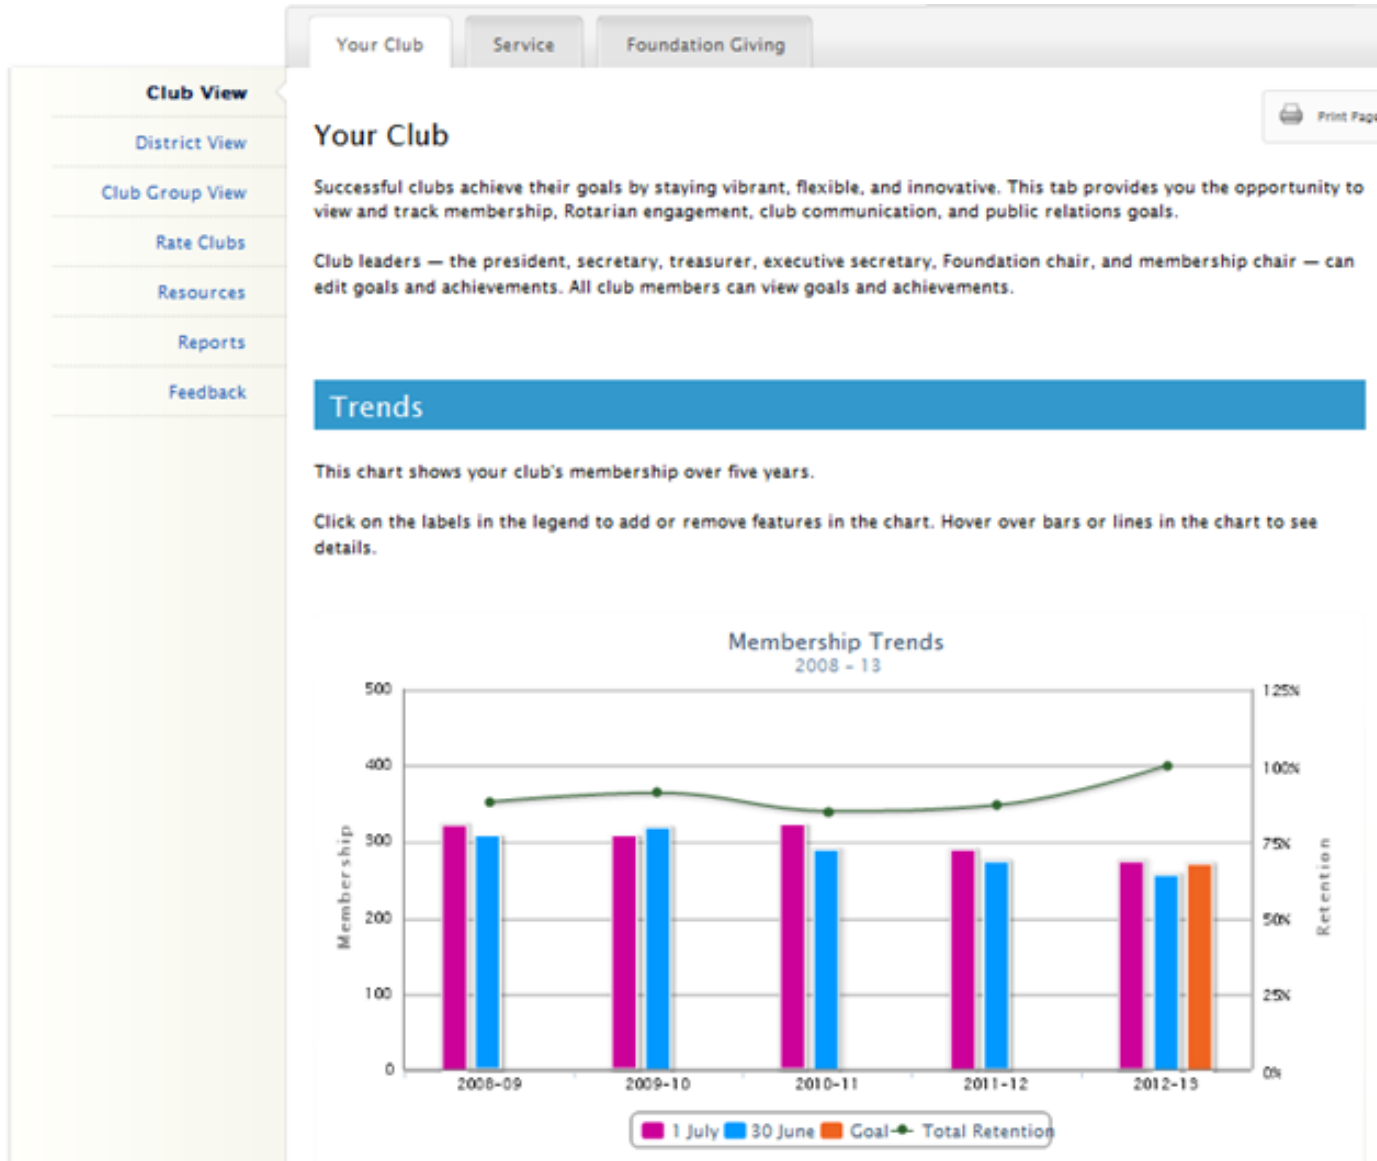 Your Club
Service
Foundation Giving
Club View
District View
Club Group View
Rate Clubs
Resources
Reports
Feedback
Print Page
Your Club
Successful clubs achieve their goals by staying vibrant, flexible, and innovative. This tab provides you the opportunity to
view and track membership, Rotarian engagement, club communication, and public relations goals.
Club leaders — the president, secretary, treasurer, executive secretary, Foundation chair, and membership chair — can
edit goals and achievements. All club members can view goals and achievements.
Trends
This chart shows your club's membership over five years.
Click on the labels in the legend to add or remove features in the chart. Hover over bars or lines in the chart to see
details.
Membership Trends
2008 – 13
500
400
300
200
100
0
Membership
125%
100%
75%
50%
25%
0%
Retention
2008-09
2009-10
2010-11
2011-12
2012-13
1 July 30 June Goal Total Retention